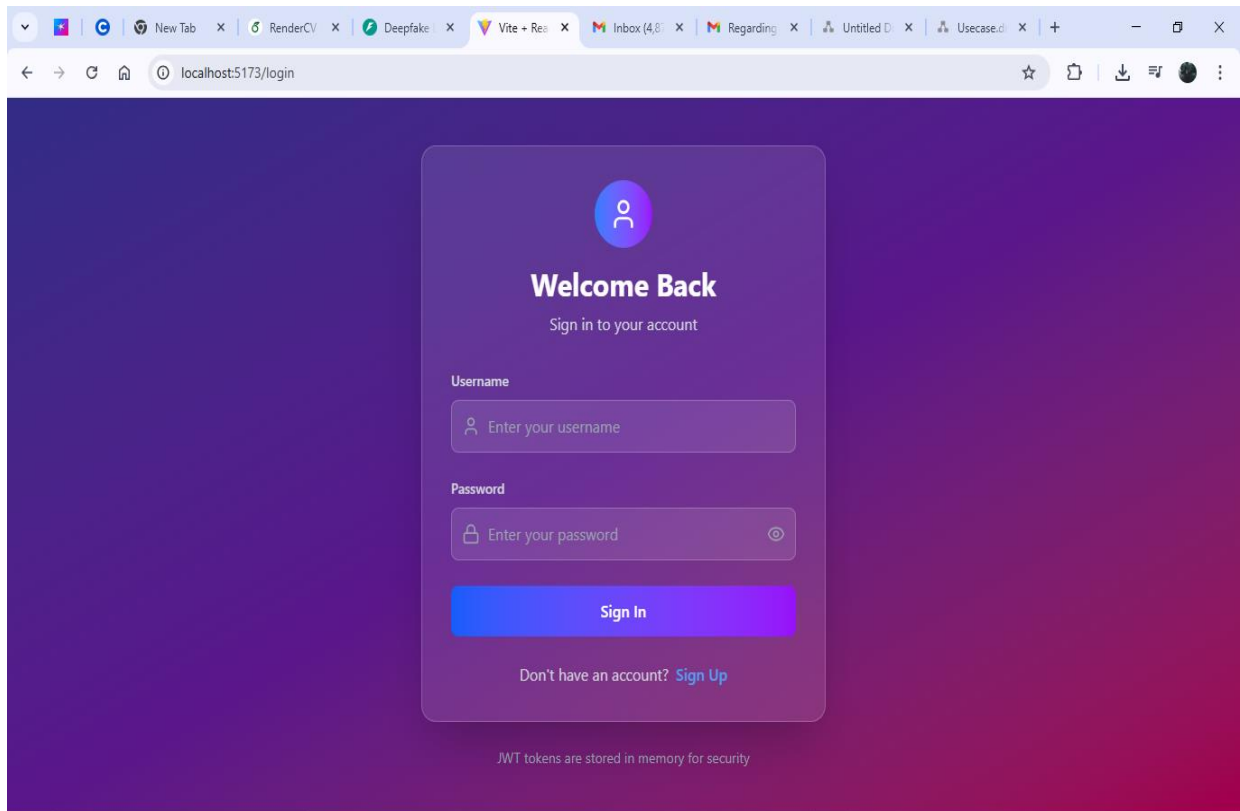 New Tab
RenderCV
Deepfake
Vite + Rea
Inbox (4,8
Regarding
Untitled D
Usecase.d
localhost:5173/login
Welcome Back
Sign in to your account
Username
Enter your username
Password
Enter your password
Sign In
Don't have an account? Sign Up
JWT tokens are stored in memory for security